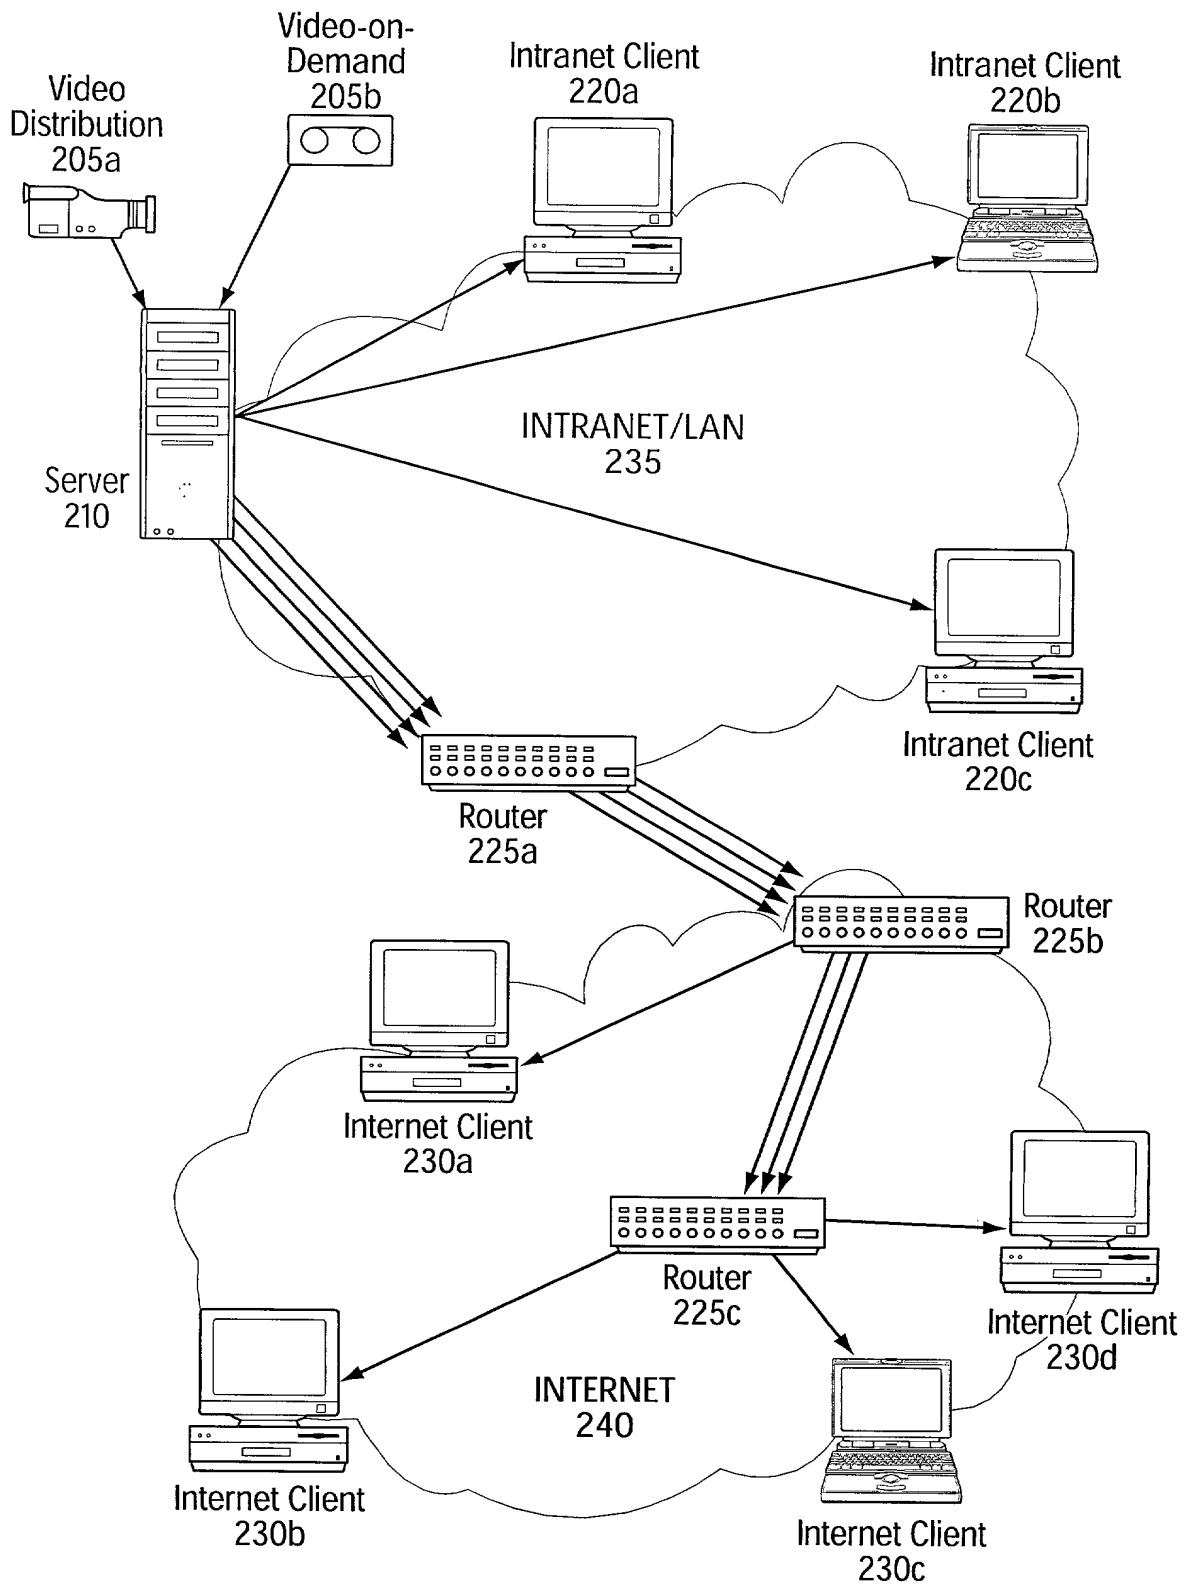 Video-on-
Demand
205b
Video
Distribution
205a
Intranet Client
220a
Intranet Client
220b
INTRANET/LAN
235
Server
210
Intranet Client
220c
Router
225a
Router
225b
Internet Client
230a
Router
225c
Internet Client
230d
INTERNET
240
Internet Client
230b
Internet Client
230c